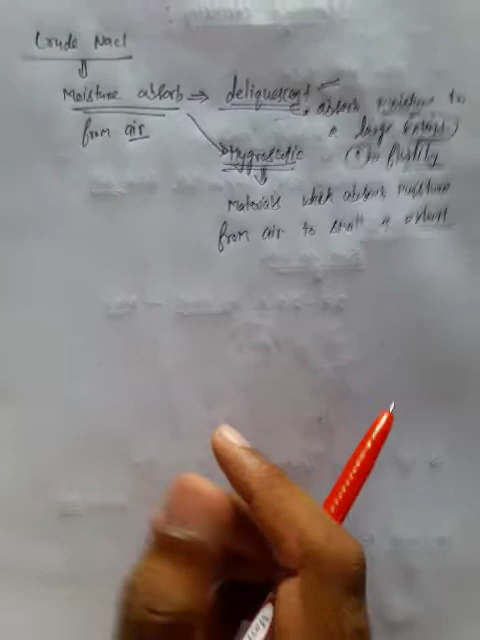 Crude Nacl
⇓
Moisture absorb ⇒ deliquescent : absorb moisture to
from air
a large extent)
Hygroscopic
⇓
Materials which absorb moisture
from air to small extent